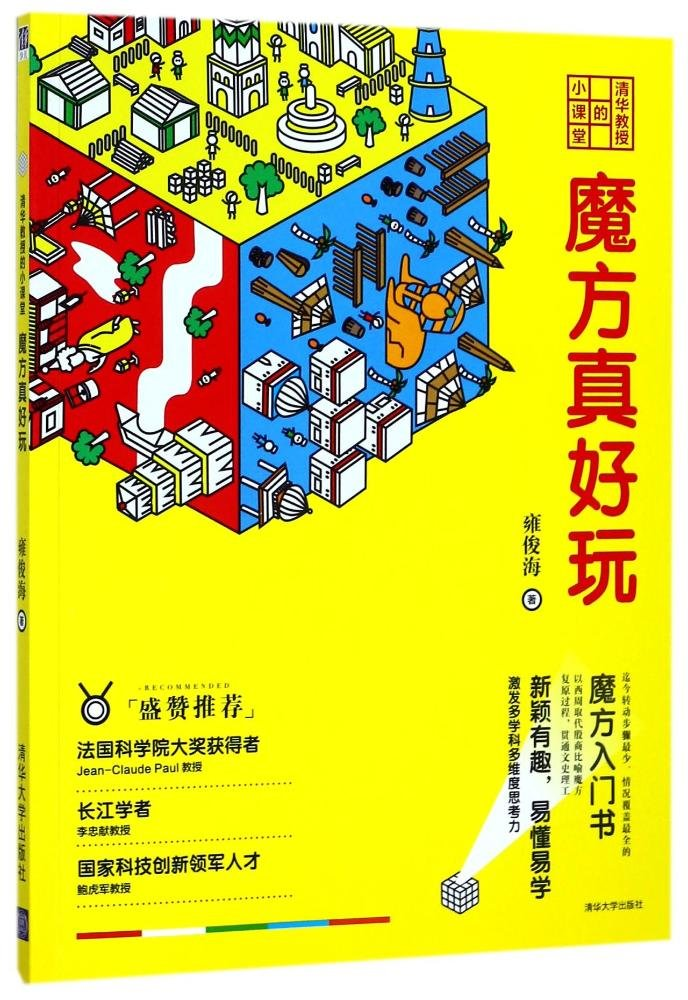 清华教授
的
小课堂
魔方真好玩
雍俊海
著
迄今转动步骤最少、情况覆盖最全的
魔方入门书
以西周取代殷商比喻魔方
复原过程，贯通文史理工
新颖有趣，易懂易学
激发多学科多维度思考力
RECOMMENDED
「盛赞推荐」
法国科学院大奖获得者
Jean-Claude Paul 教授
长江学者
李忠献教授
国家科技创新领军人才
鲍虎军教授
清华大学出版社
清华教授的小课堂
魔方真好玩
雍俊海
著
清华大学出版社